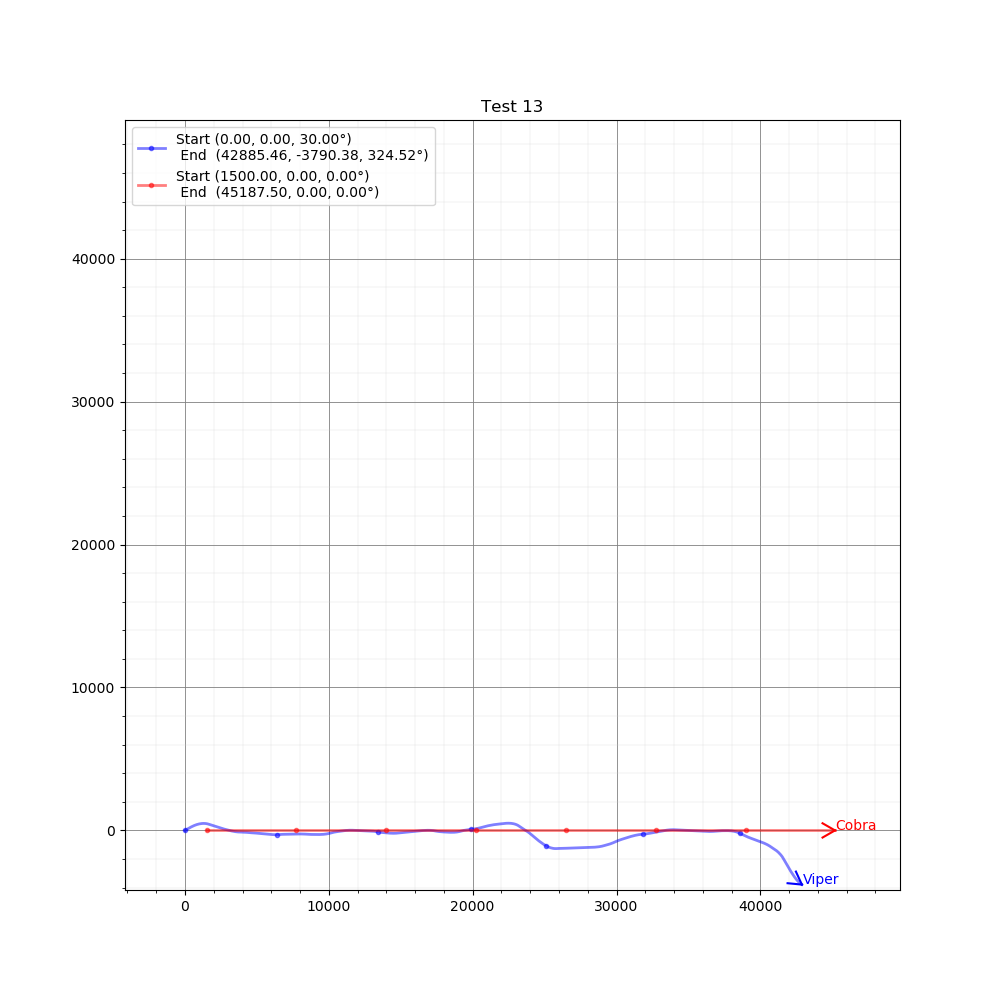 Test 13
Start (0.00, 0.00, 30.00°)
End (42885.46, -3790.38, 324.52°)
Start (1500.00, 0.00, 0.00°)
End (45187.50, 0.00, 0.00°)
40000
30000
20000
10000
0
Cobra
Viper
0 10000 20000 30000 40000